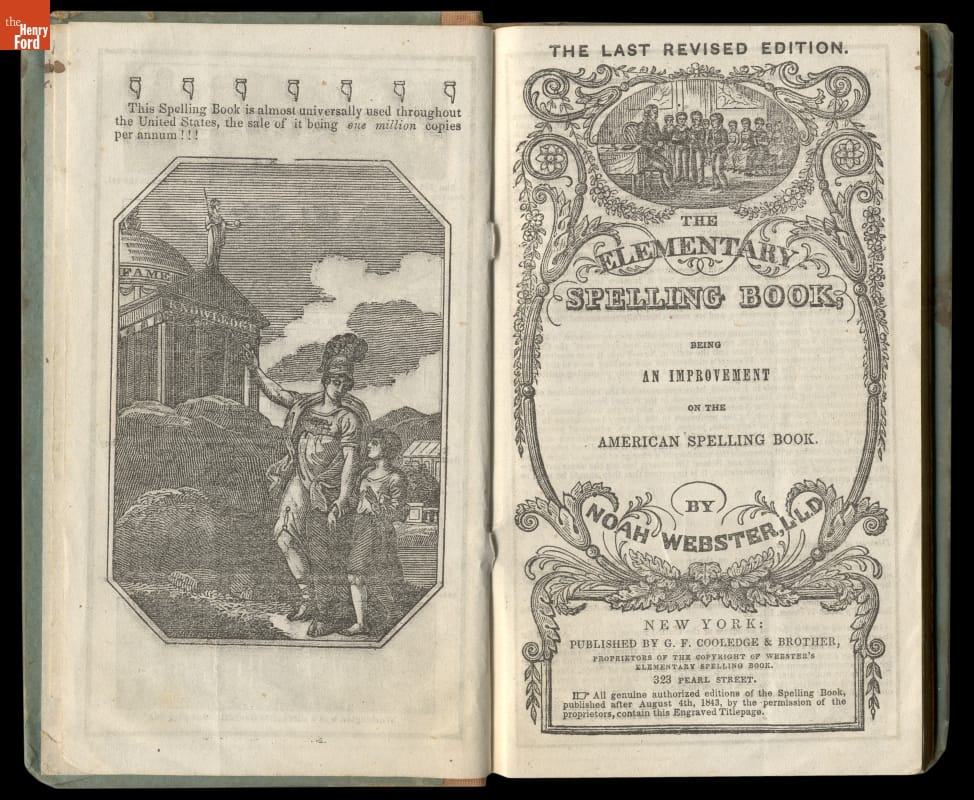 the
Henry
Ford
This Spelling Book is almost universally used throughout
the United States, the sale of it being one million copies
per annum!!!
FAME
KNOWLEDGE
THE LAST REVISED EDITION.
THE
ELEMENTARY
SPELLING BOOK;
BEING
AN IMPROVEMENT
ON THE
AMERICAN SPELLING BOOK.
BY
NOAH WEBSTER, LLD
NEW YORK:
PUBLISHED BY G. F. COOLEDGE & BROTHER,
PROPRIETORS OF THE COPYRIGHT OF WEBSTER'S
ELEMENTARY SPELLING BOOK.
323 PEARL STREET.
☞ All genuine authorized editions of the Spelling Book,
published after August 4th, 1843, by the permission of the
proprietors, contain this Engraved Titlepage.